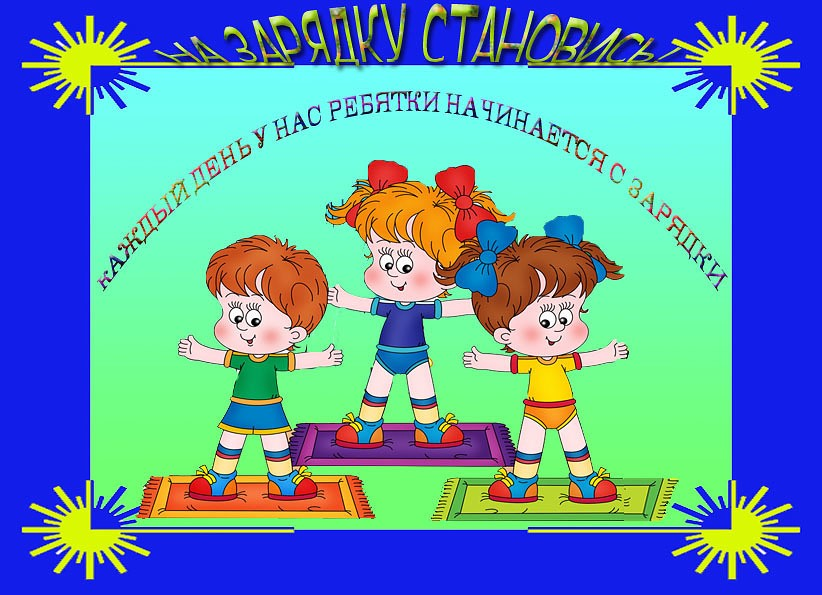 НА ЗАРЯДКУ СТАНОВИСЬ!
кАЖДЫЙ ДЕНЬ У НАС РЕБЯТКИ НАЧИНАЕТСЯ С ЗАРЯДКИ